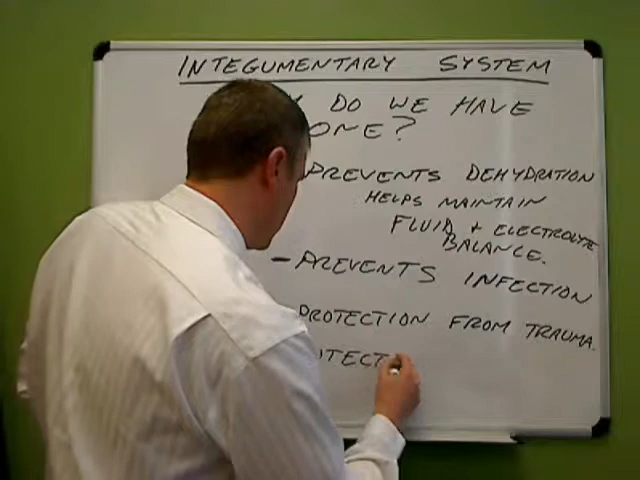 INTEGUMENTARY SYSTEM
DO WE HAVE
ONE?
PREVENTS DEHYDRATION
HELPS MAINTAIN
FLUID + ELECTROLYTE
BALANCE.
- PREVENTS INFECTION
PROTECTION FROM TRAUMA.